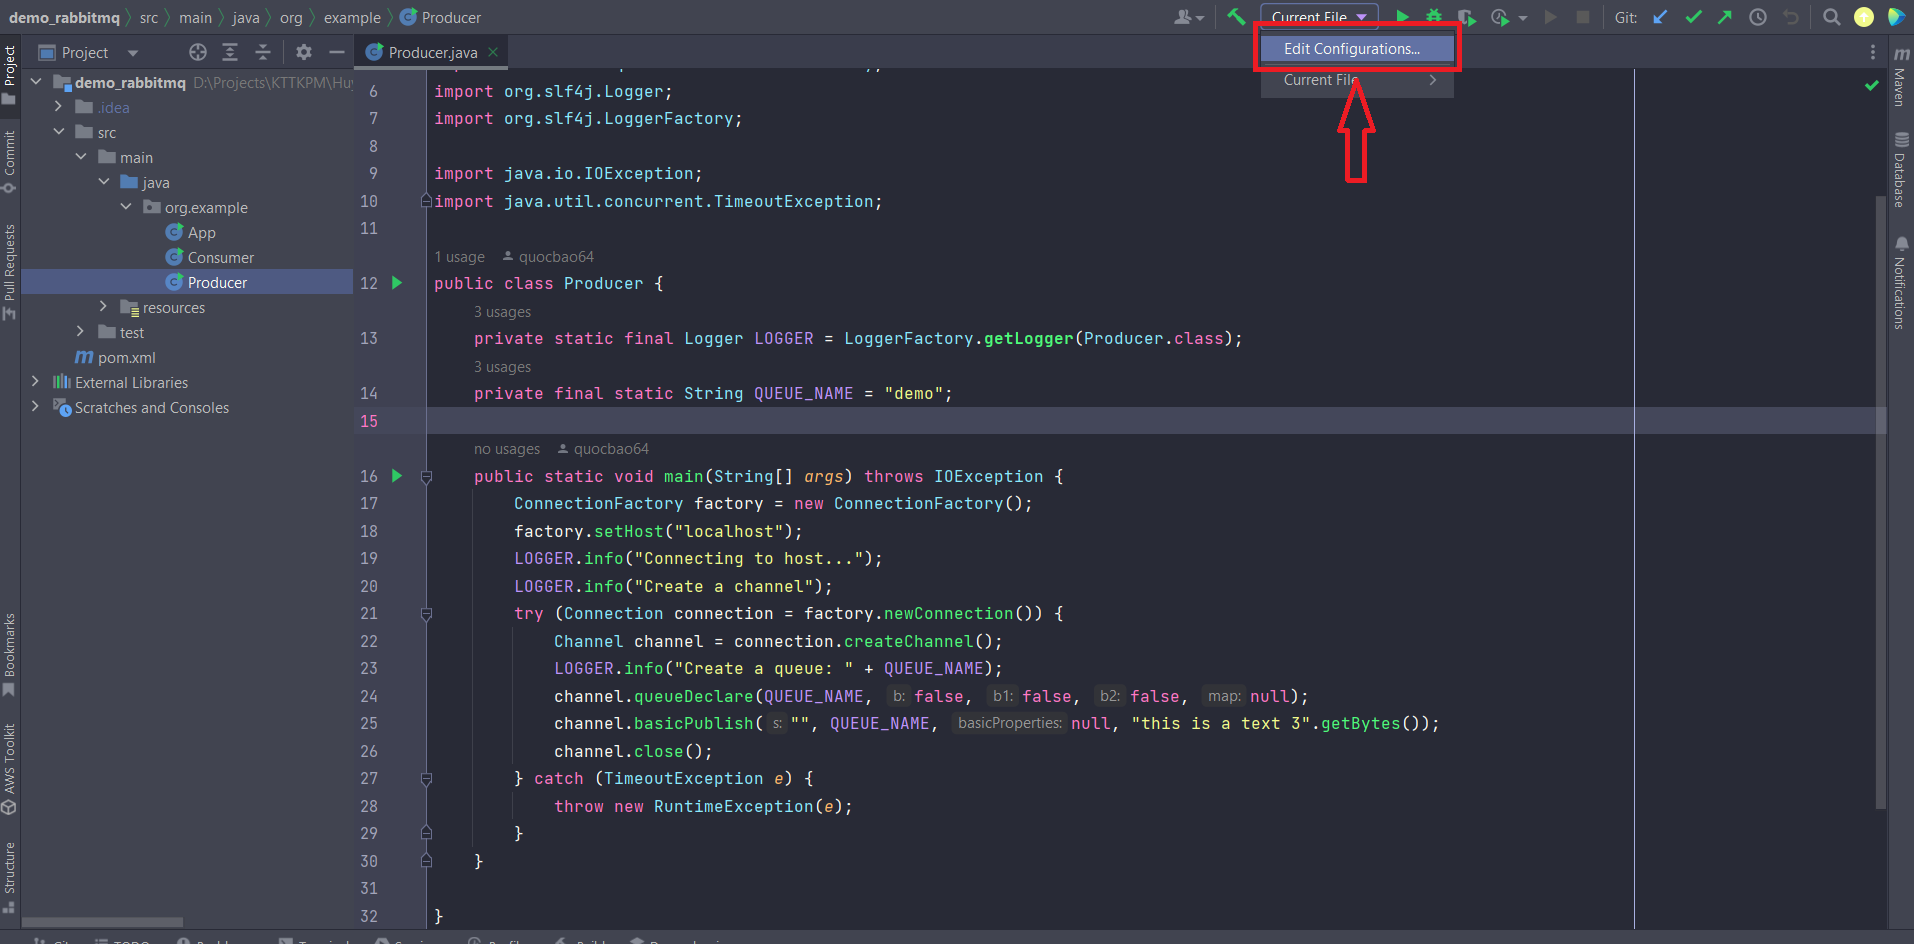 demo_rabbitmq 〉 src 〉 main 〉 java 〉 org 〉 example 〉 Producer
Current File
Git:
Project
Producer.java
Edit Configurations...
Current File
Project
Commit
Pull Requests
Bookmarks
AWS Toolkit
Structure
demo_rabbitmq D:\Projects\KTTKPM\Huy
.idea
src
main
java
org.example
App
Consumer
Producer
resources
test
pom.xml
External Libraries
Scratches and Consoles
6 import org.slf4j.Logger;
7 import org.slf4j.LoggerFactory;
8
9 import java.io.IOException;
10 import java.util.concurrent.TimeoutException;
11
1 usage quocbao64
12 public class Producer {
3 usages
13 private static final Logger LOGGER = LoggerFactory.getLogger(Producer.class);
3 usages
14 private final static String QUEUE_NAME = "demo";
15
no usages quocbao64
16 public static void main(String[] args) throws IOException {
17 ConnectionFactory factory = new ConnectionFactory();
18 factory.setHost("localhost");
19 LOGGER.info("Connecting to host...");
20 LOGGER.info("Create a channel");
21 try (Connection connection = factory.newConnection()) {
22 Channel channel = connection.createChannel();
23 LOGGER.info("Create a queue: " + QUEUE_NAME);
24 channel.queueDeclare(QUEUE_NAME, b: false, b1: false, b2: false, map: null);
25 channel.basicPublish( s: "", QUEUE_NAME, basicProperties: null, "this is a text 3".getBytes());
26 channel.close();
27 } catch (TimeoutException e) {
28 throw new RuntimeException(e);
29 }
30 }
31
32 }
Maven
Database
Notifications